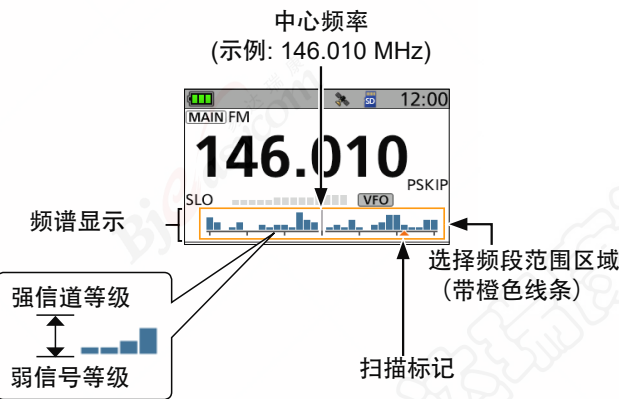 中心频率
(示例: 146.010 MHz)
SD 12:00
MAIN FM
146.010
PSKIP
SLO VFO
频谱显示
选择频段范围区域
（带橙色线条）
强信道等级
弱信号等级
扫描标记